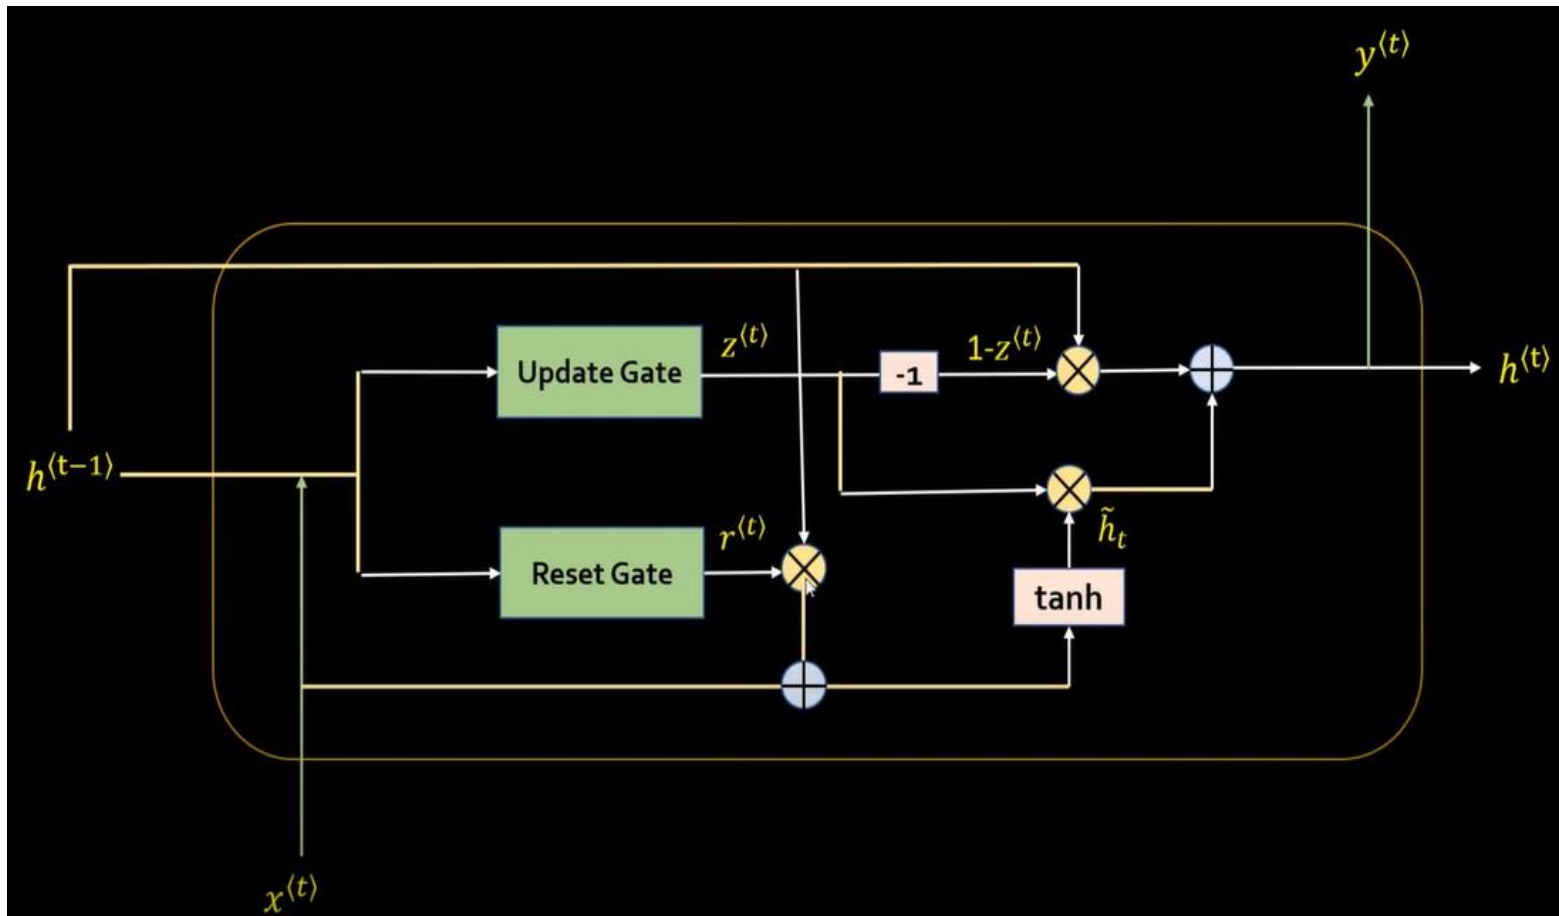 y⟨t⟩
z⟨t⟩
1-z⟨t⟩
Update Gate
-1
h⟨t⟩
h⟨t−1⟩
r⟨t⟩
h̃t
Reset Gate
tanh
x⟨t⟩